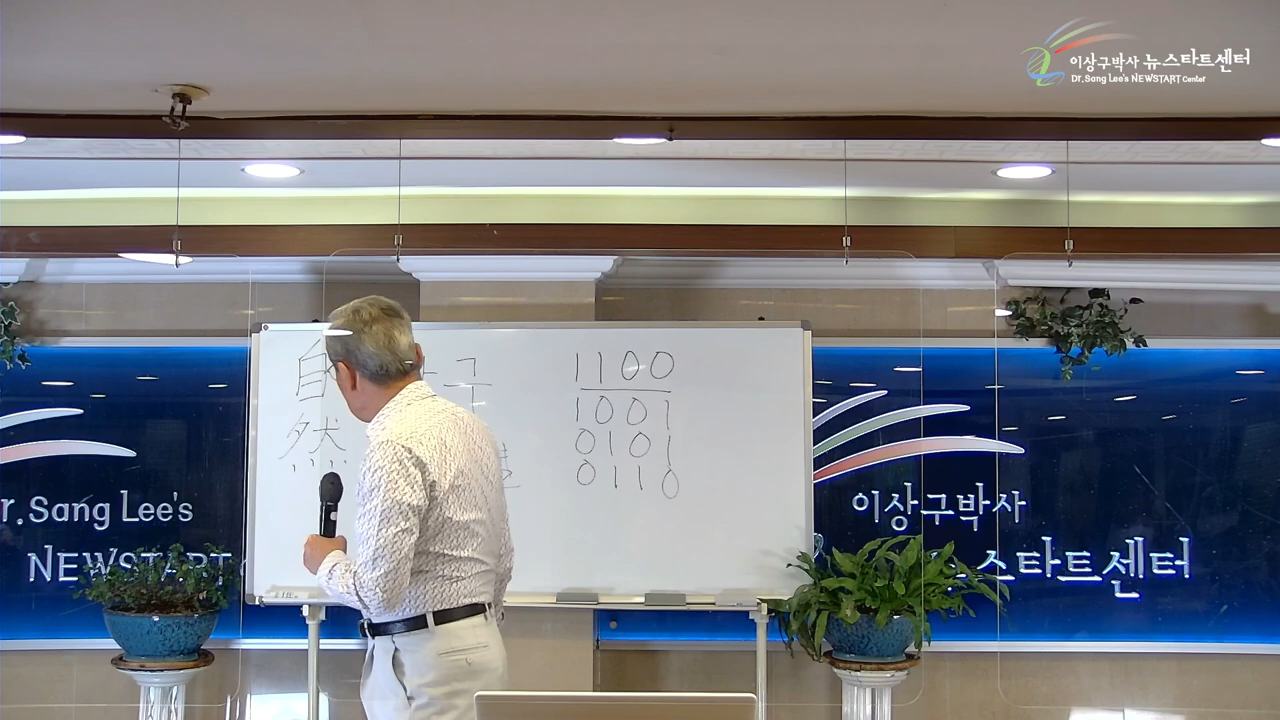 이상구박사 뉴스타트센터
Dr. Sang Lee's NEWSTART Center
自
然
1100
1001
0101
0110
r. Sang Lee's
NEWSTART
이상구박사
스타트센터